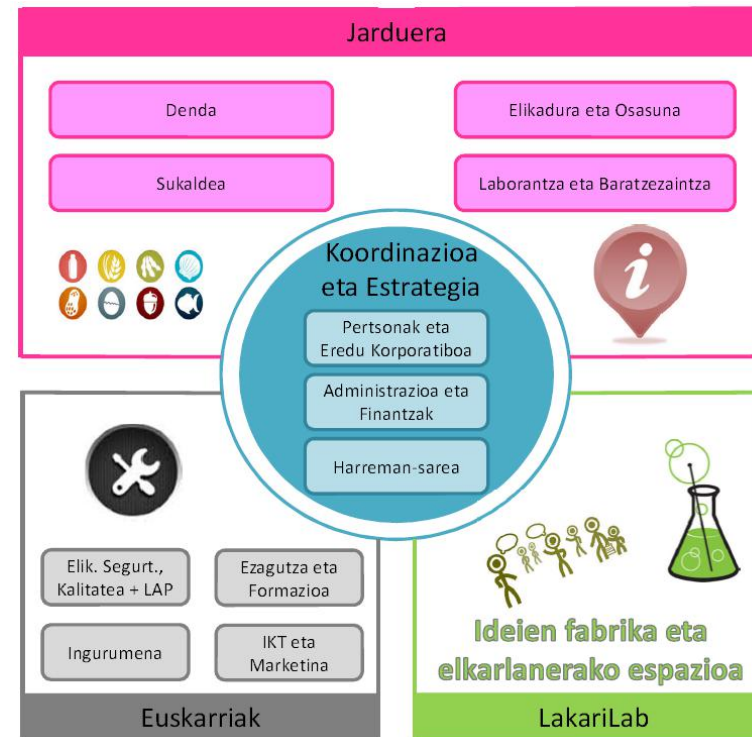 Jarduera
Denda
Elikadura eta Osasuna
Sukaldea
Laborantza eta Baratzezaintza
Koordinazioa
eta Estrategia
Pertsonak eta
Eredu Korporatiboa
Administrazioa eta
Finantzak
Harreman-sarea
Elik. Segurt.,
Kalitatea + LAP
Ezagutza eta
Formazioa
Ingurumena
IKT eta
Marketina
Euskarriak
Ideien fabrika eta
elkarlanerako espazioa
LakariLab